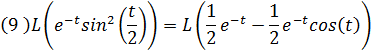 (9 )L(e^{-t}sin^2(t/2)) = L(1/2 e^{-t} - 1/2 e^{-t}cos(t))